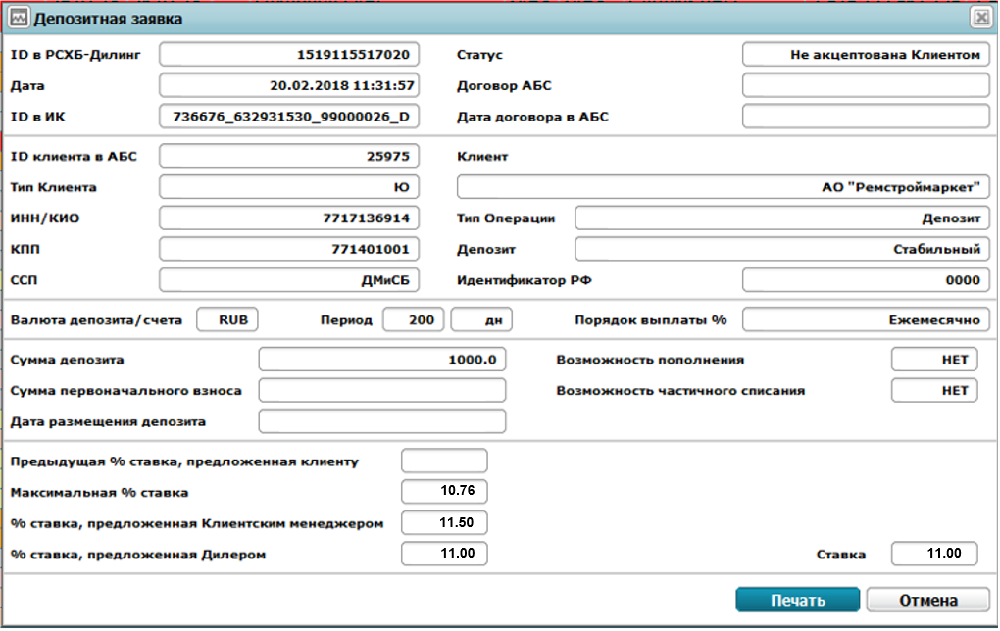 Депозитная заявка
ID в РСХБ-Дилинг 1519115517020 Статус Не акцептована Клиентом
Дата 20.02.2018 11:31:57 Договор АБС
ID в ИК 736676_632931530_99000026_D Дата договора в АБС
ID клиента в АБС 25975 Клиент
Тип Клиента Ю АО "Ремстроймаркет"
ИНН/КИО 7717136914 Тип Операции Депозит
КПП 771401001 Депозит Стабильный
ССП ДМиСБ Идентификатор РФ 0000
Валюта депозита/счета RUB Период 200 дн Порядок выплаты % Ежемесячно
Сумма депозита 1000.0 Возможность пополнения НЕТ
Сумма первоначального взноса Возможность частичного списания НЕТ
Дата размещения депозита
Предыдущая % ставка, предложенная клиенту
Максимальная % ставка 10.76
% ставка, предложенная Клиентским менеджером 11.50
% ставка, предложенная Дилером 11.00 Ставка 11.00
Печать Отмена